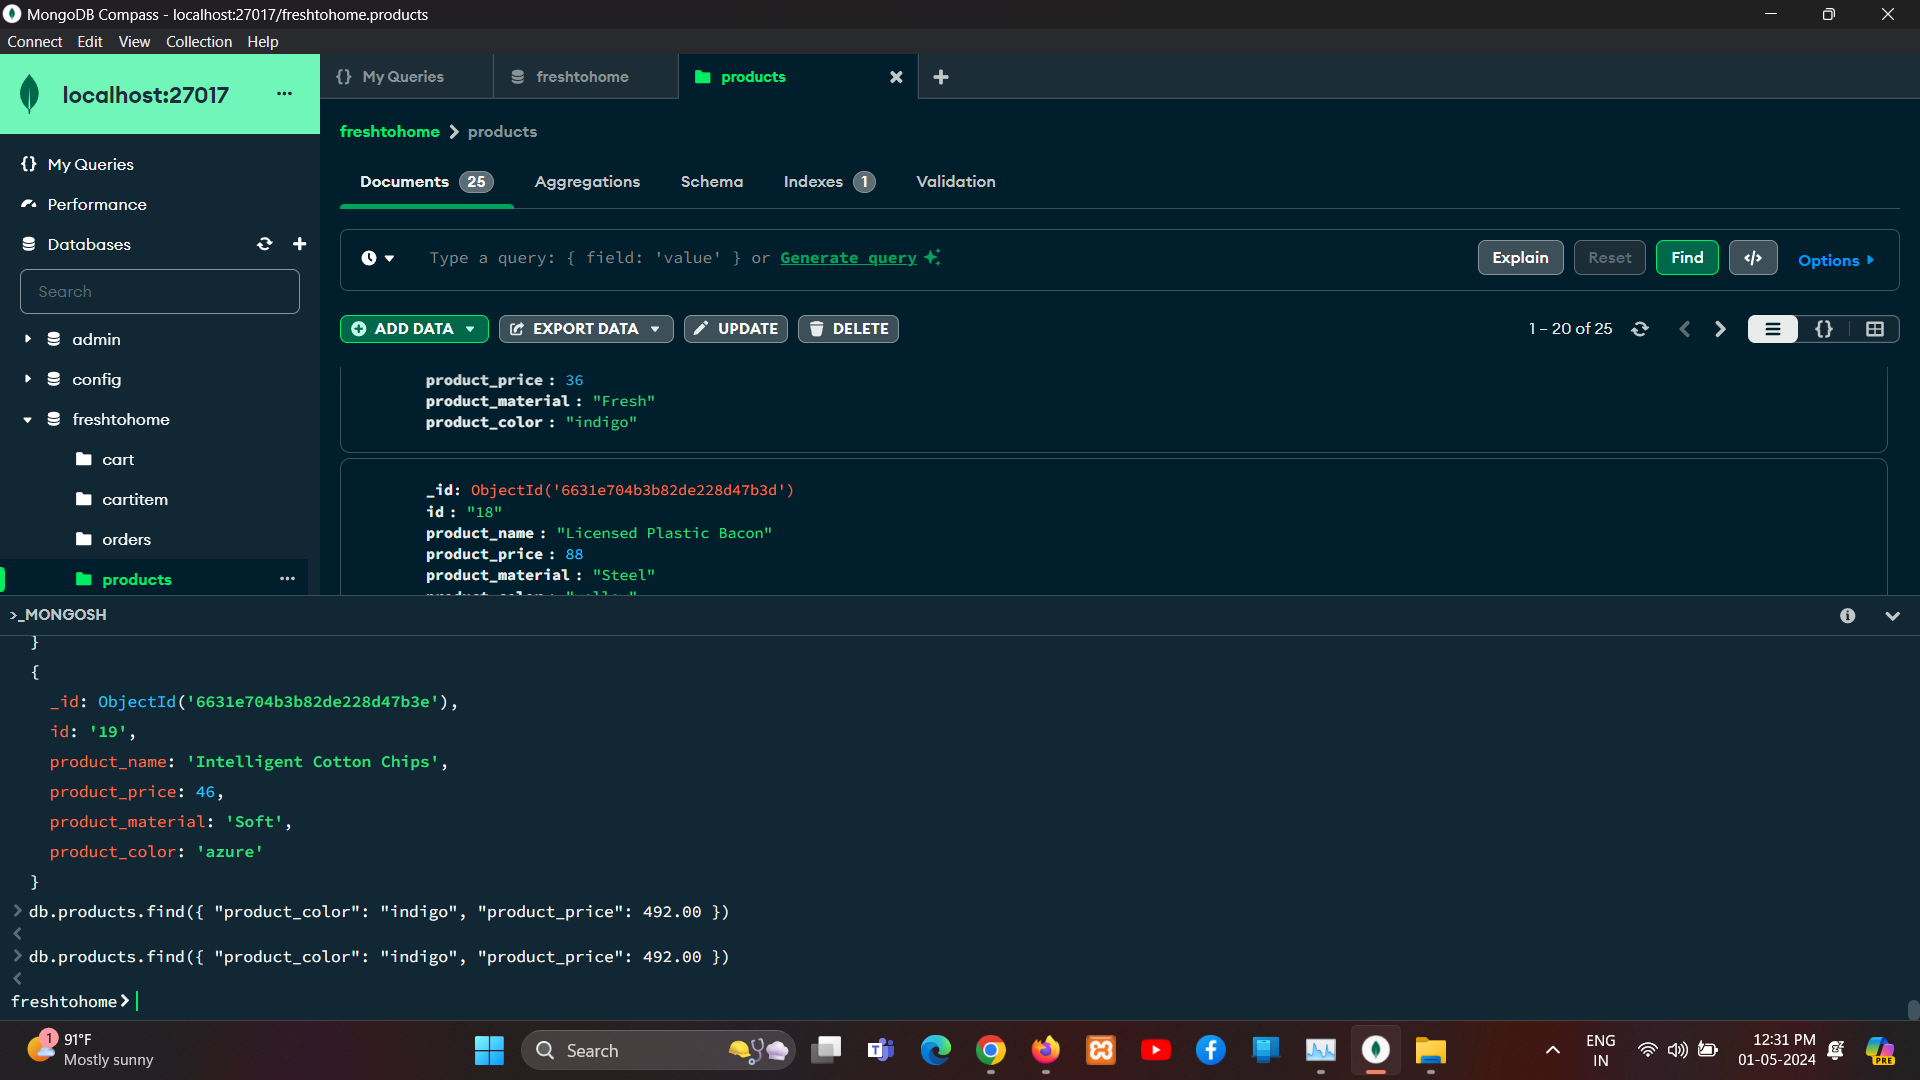 MongoDB Compass - localhost:27017/freshtohome.products
Connect Edit View Collection Help
localhost:27017 ...
{} My Queries
freshtohome
products
{} My Queries
Performance
Databases
Search
admin
config
freshtohome
cart
cartitem
orders
products ...
freshtohome > products
Documents 25 Aggregations Schema Indexes 1 Validation
Type a query: { field: 'value' } or Generate query
Explain Reset Find </> Options
ADD DATA EXPORT DATA UPDATE DELETE
1 – 20 of 25
{}
product_price : 36
product_material : "Fresh"
product_color : "indigo"
_id: ObjectId('6631e704b3b82de228d47b3d')
id : "18"
product_name : "Licensed Plastic Bacon"
product_price : 88
product_material : "Steel"
product_color : "yellow"
>_MONGOSH
}
{
_id: ObjectId('6631e704b3b82de228d47b3e'),
id: '19',
product_name: 'Intelligent Cotton Chips',
product_price: 46,
product_material: 'Soft',
product_color: 'azure'
}
> db.products.find({ "product_color": "indigo", "product_price": 492.00 })
<
> db.products.find({ "product_color": "indigo", "product_price": 492.00 })
<
freshtohome>
1
91°F
Mostly sunny
Search
ENG
IN
12:31 PM
01-05-2024
PRE